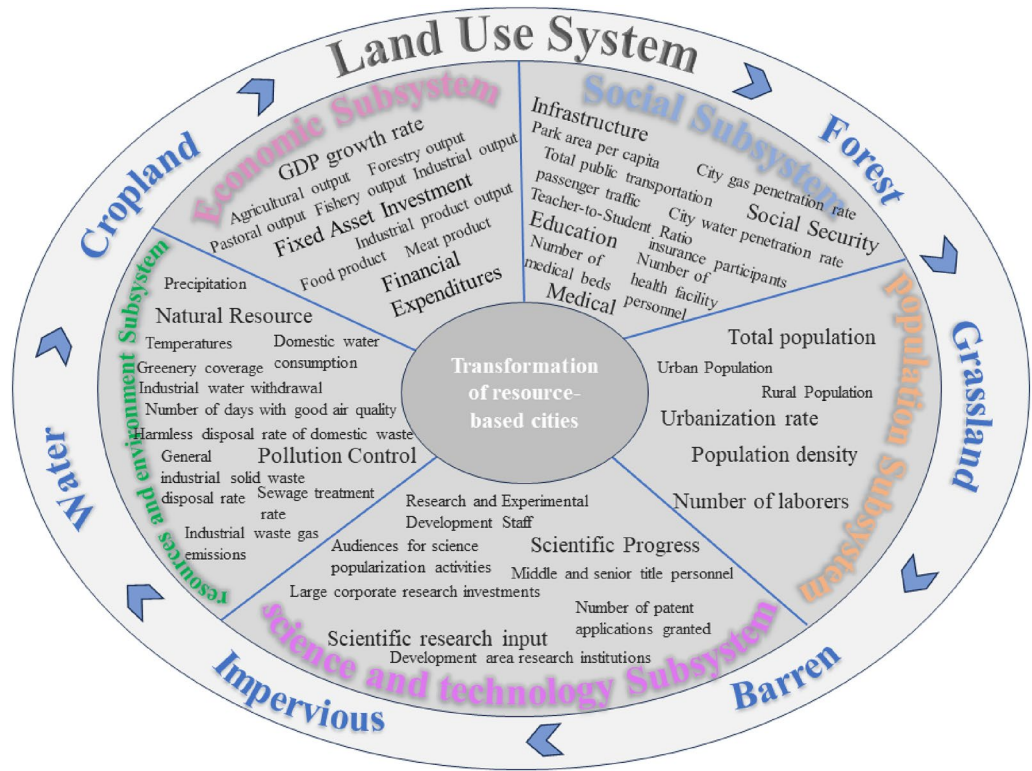 Land Use System
Cropland
Forest
Grassland
Barren
Impervious
Water
Economic Subsystem
GDP growth rate
Agricultural output
Forestry output
Pastoral output
Fishery output
Industrial output
Fixed Asset Investment
Industrial product output
Food product
Meat product
Financial
Expenditures
Social Subsystem
Infrastructure
Park area per capita
City gas penetration rate
Total public transportation
passenger traffic
City water penetration rate
Social Security
Teacher-to-Student Ratio
insurance participants
Education
Number of
medical beds
Number of
health facility
personnel
Medical
population Subsystem
Total population
Urban Population
Rural Population
Urbanization rate
Population density
Number of laborers
science and technology Subsystem
Research and Experimental
Development Staff
Audiences for science
popularization activities
Scientific Progress
Middle and senior title personnel
Large corporate research investments
Number of patent
applications granted
Scientific research input
Development area research institutions
resources and environment Subsystem
Precipitation
Natural Resource
Temperatures
Domestic water
consumption
Greenery coverage
Industrial water withdrawal
Number of days with good air quality
Harmless disposal rate of domestic waste
General
industrial solid waste
disposal rate
Pollution Control
Sewage treatment
rate
Industrial waste gas
emissions
Transformation
of resource-
based cities